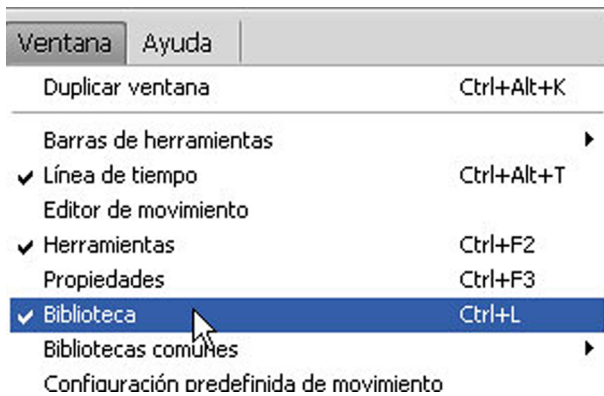 Ventana Ayuda
Duplicar ventana Ctrl+Alt+K
Barras de herramientas
Línea de tiempo Ctrl+Alt+T
Editor de movimiento
Herramientas Ctrl+F2
Propiedades Ctrl+F3
Biblioteca Ctrl+L
Bibliotecas comunes
Configuración predefinida de movimiento